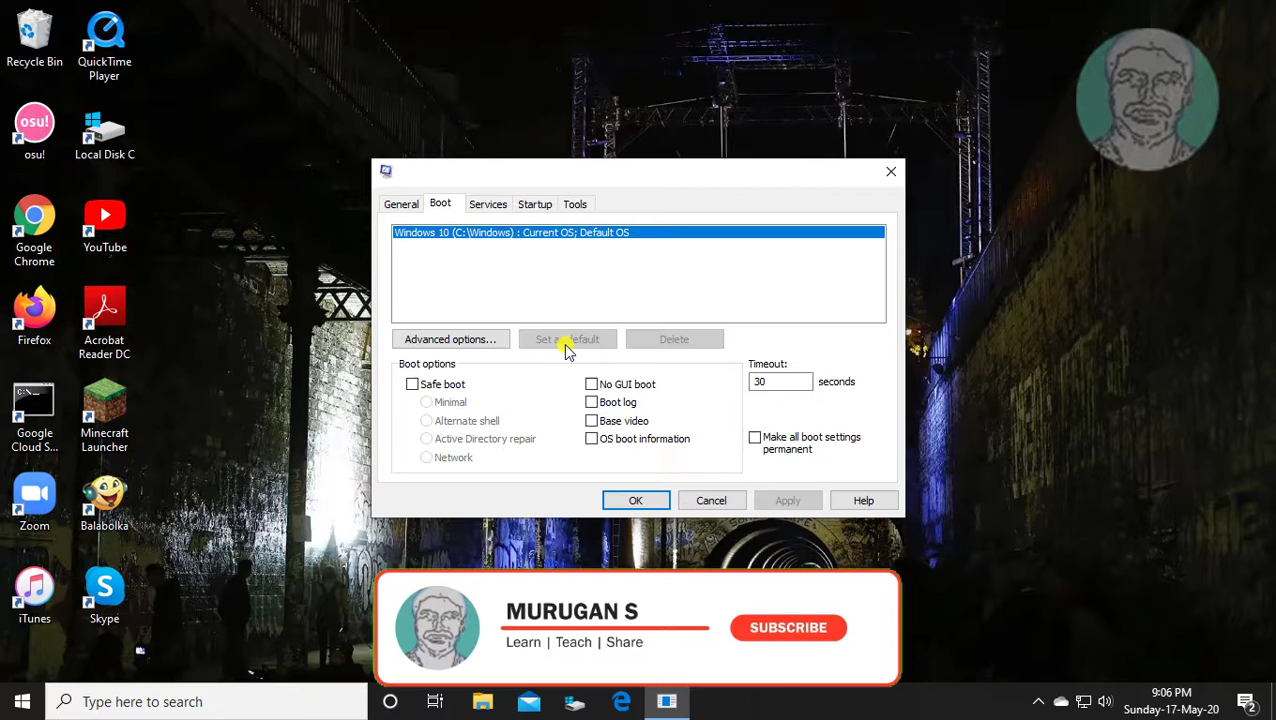 Recycle Bin
QuickTime
Player
osu!
osu!
Local Disk C
Google
Chrome
YouTube
Firefox
Acrobat
Reader DC
Google
Cloud S...
Minecraft
Launcher
Zoom
Balabolka
iTunes
Skype
General
Boot
Services
Startup
Tools
Windows 10 (C:\Windows) : Current OS; Default OS
Advanced options...
Set as default
Delete
Boot options
Safe boot
Minimal
Alternate shell
Active Directory repair
Network
No GUI boot
Boot log
Base video
OS boot information
Timeout:
30 seconds
Make all boot settings
permanent
OK
Cancel
Apply
Help
MURUGAN S
Learn | Teach | Share
SUBSCRIBE
Type here to search
9:06 PM
Sunday-17-May-20
2